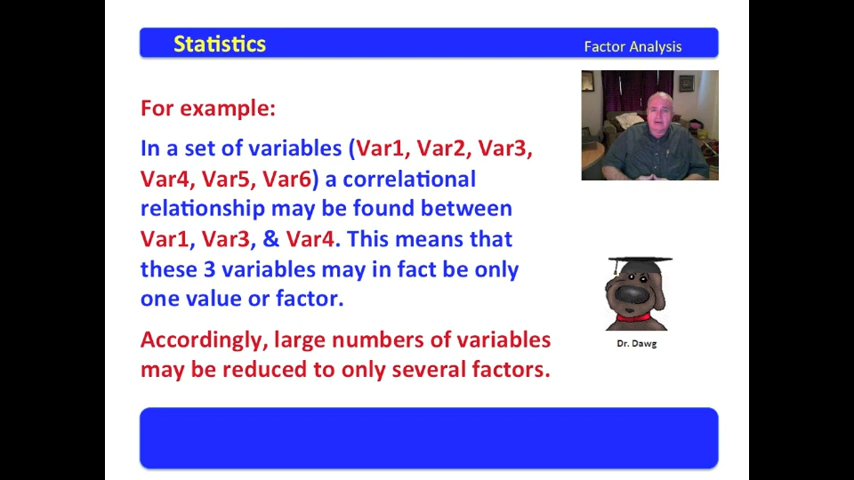 Statistics
Factor Analysis
For example:
In a set of variables (Var1, Var2, Var3,
Var4, Var5, Var6) a correlational
relationship may be found between
Var1, Var3, & Var4. This means that
these 3 variables may in fact be only
one value or factor.
Accordingly, large numbers of variables
may be reduced to only several factors.
Dr. Dawg